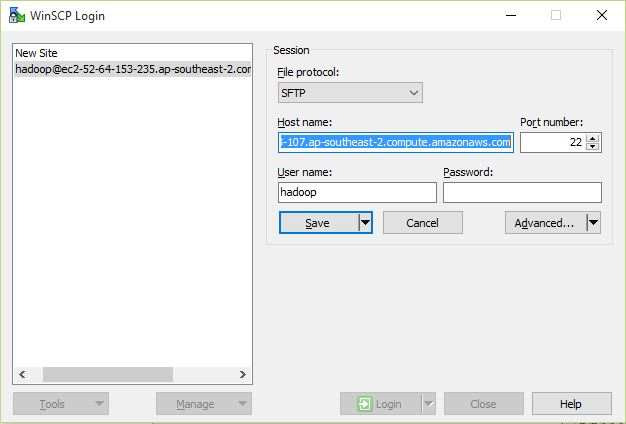 WinSCP Login
New Site
hadoop@ec2-52-64-153-235.ap-southeast-2.com
Session
File protocol:
SFTP
Host name:
Port number:
-107.ap-southeast-2.compute.amazonaws.com
22
User name:
Password:
hadoop
Save
Cancel
Advanced...
Tools
Manage
Login
Close
Help